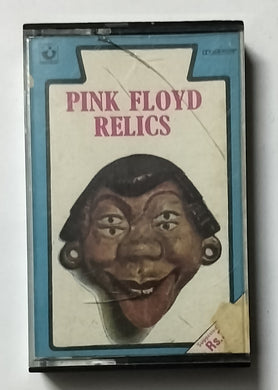 PINK FLOYD
RELICS
Rs.